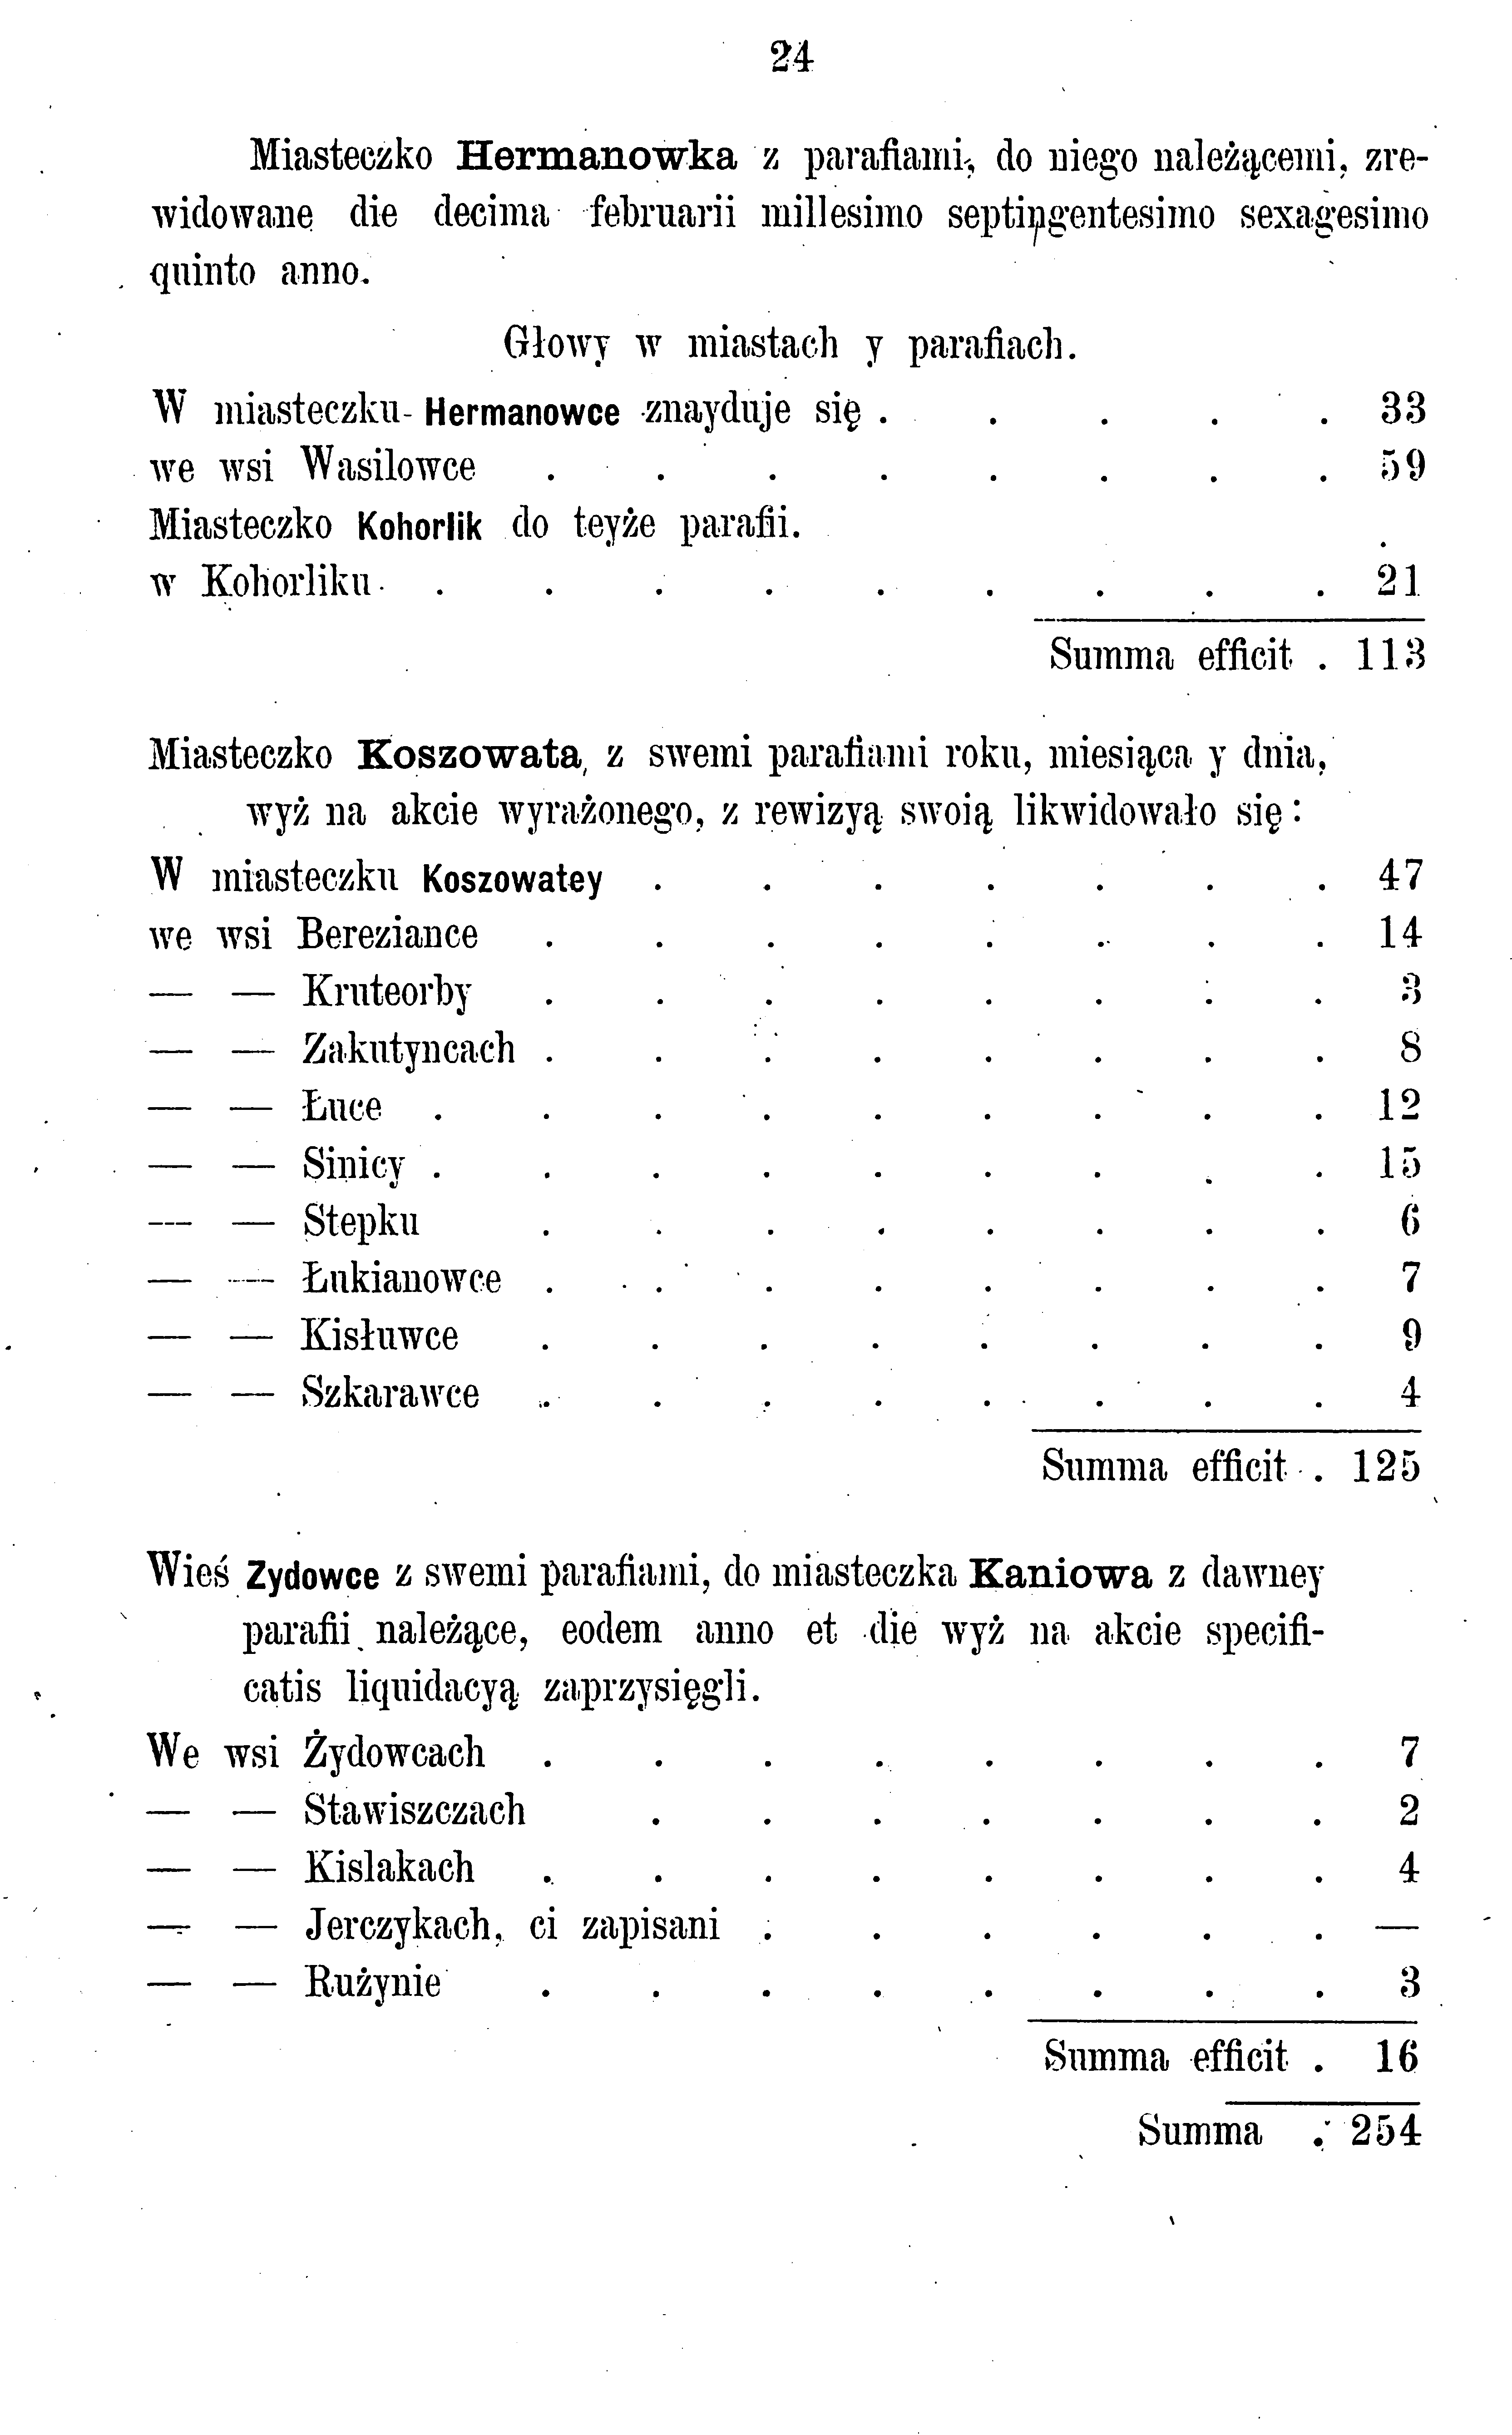 24
Miasteczko Hermanowka z parafiami, do niego należącemi, zre-
widowane die decima februarii millesimo septingentesimo sexagesimo
quinto anno.
Głowy w miastach y parafiach.
W miasteczku Hermanowce znayduje się . . . . . 33
we wsi Wasilowce . . . . . . . . 59
Miasteczko Kohorlik do teyże parafii.
w Kohorliku . . . . . . . . . 21
Summa efficit . 113
Miasteczko Koszowata, z swemi parafiami roku, miesiąca y dnia,
wyż na akcie wyrażonego, z rewizyą swoią likwidowało się:
W miasteczku Koszowatey . . . . . . . 47
we wsi Bereziance . . . . . . . . 14
— — Kruteorby . . . . . . . . 3
— — Zakutyncach . . . . . . . . 8
— — Łuce . . . . . . . . . 12
— — Sinicy . . . . . . . . . 15
— — Stepku . . . . . . . . 6
— — Łukianowce . . . . . . . . 7
— — Kisłuwce . . . . . . . . 9
— — Szkarawce . . . . . . . . 4
Summa efficit . 125
Wieś Zydowce z swemi parafiami, do miasteczka Kaniowa z dawney
parafii należące, eodem anno et die wyż na akcie specifi-
catis liquidacyą zaprzysięgli.
We wsi Żydowcach . . . . . . . . 7
— — Stawiszczach . . . . . . . 2
— — Kislakach . . . . . . . . 4
— — Jerczykach, ci zapisani . . . . . . —
— — Rużynie . . . . . . . . 3
Summa efficit . 16
Summa . 254